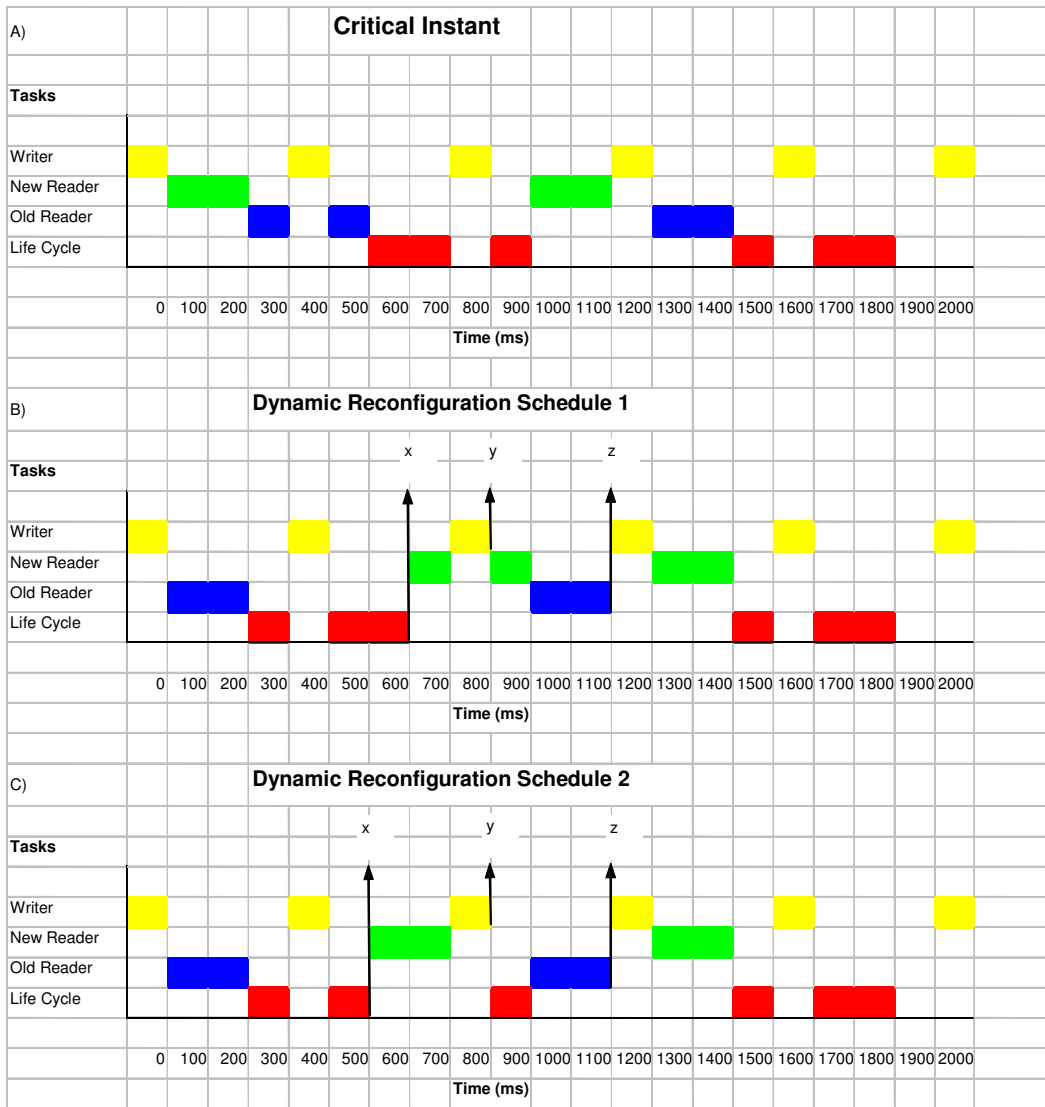 A) Critical Instant
Tasks
Writer
New Reader
Old Reader
Life Cycle
0 100 200 300 400 500 600 700 800 900 1000 1100 1200 1300 1400 1500 1600 1700 1800 1900 2000
Time (ms)
B) Dynamic Reconfiguration Schedule 1
x y z
Tasks
Writer
New Reader
Old Reader
Life Cycle
0 100 200 300 400 500 600 700 800 900 1000 1100 1200 1300 1400 1500 1600 1700 1800 1900 2000
Time (ms)
C) Dynamic Reconfiguration Schedule 2
x y z
Tasks
Writer
New Reader
Old Reader
Life Cycle
0 100 200 300 400 500 600 700 800 900 1000 1100 1200 1300 1400 1500 1600 1700 1800 1900 2000
Time (ms)